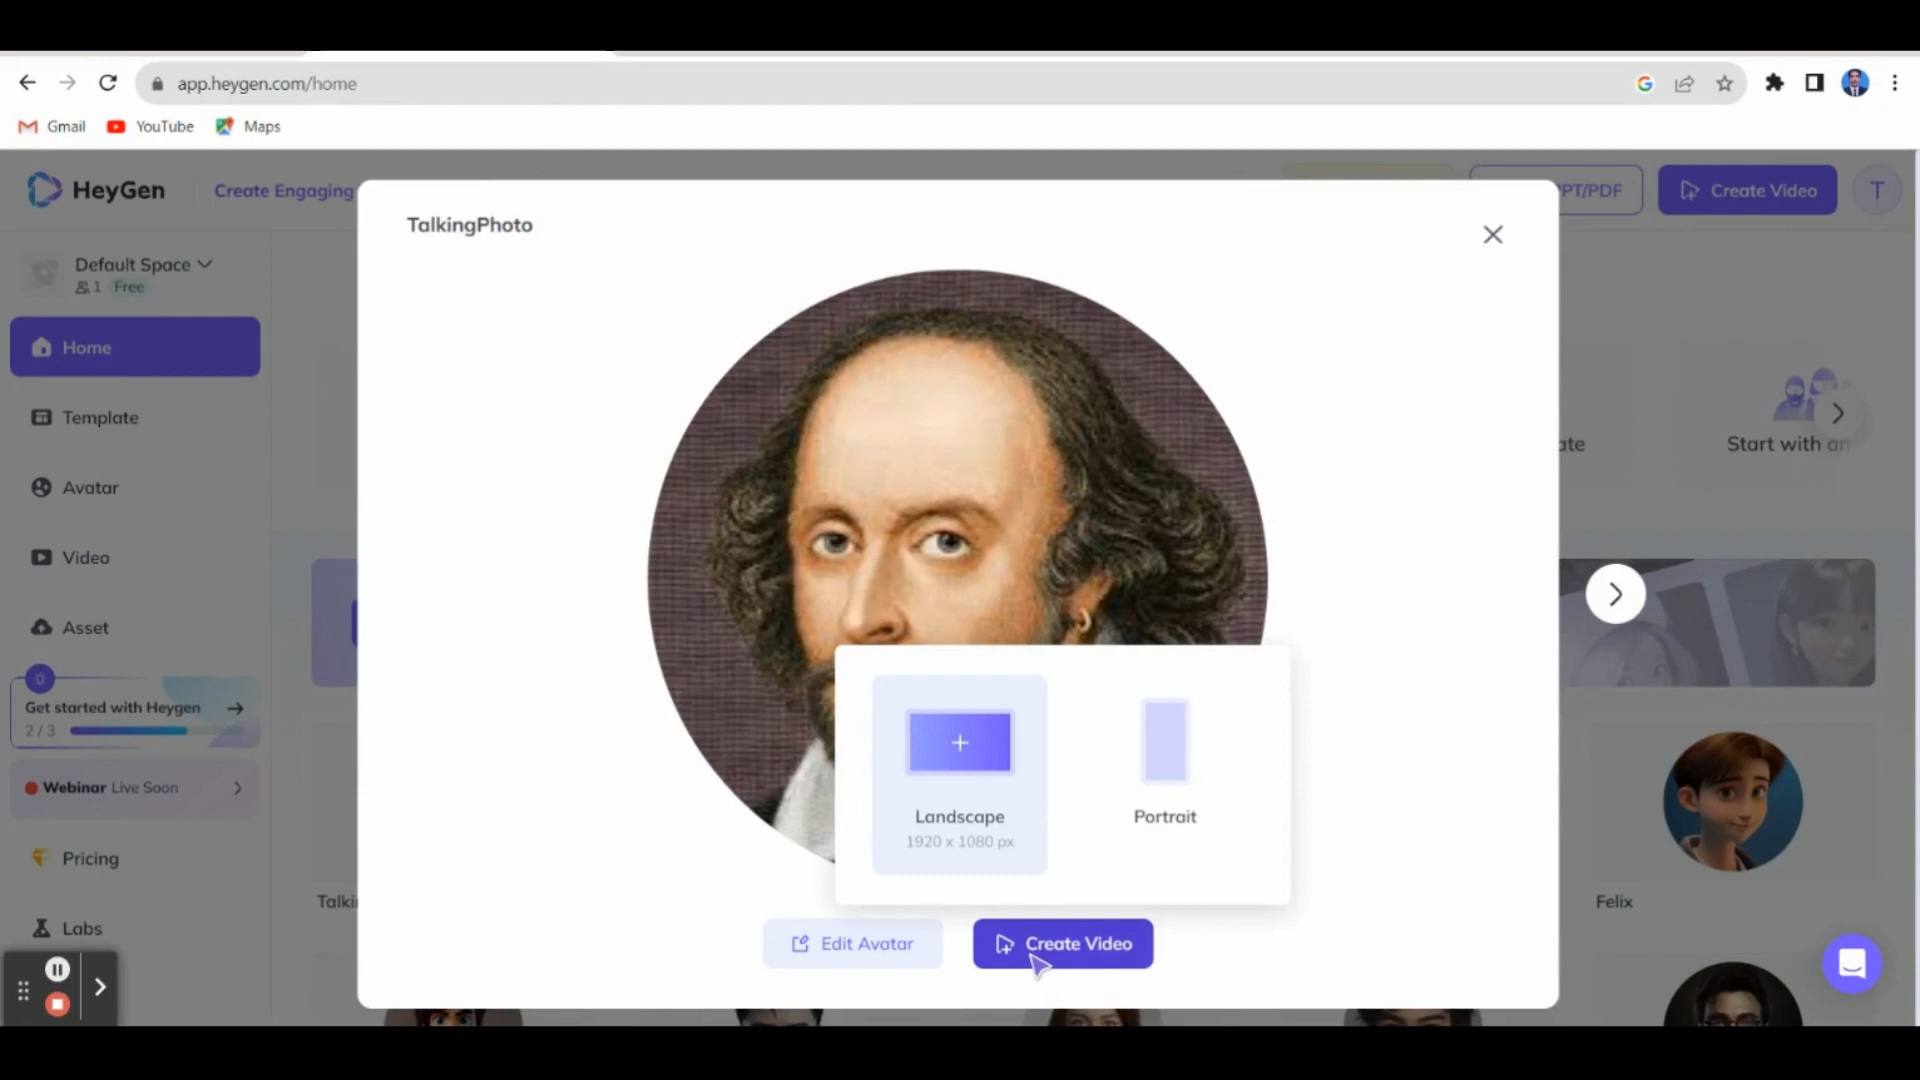 app.heygen.com/home
Gmail YouTube Maps
HeyGen Create Engaging PT/PDF Create Video T
TalkingPhoto
Default Space
1 Free
Home
Template
Avatar
Video
Asset
Get started with Heygen
2 / 3
Webinar Live Soon
Pricing
Labs
Start with an
Landscape
1920 x 1080 px
Portrait
Felix
Edit Avatar Create Video